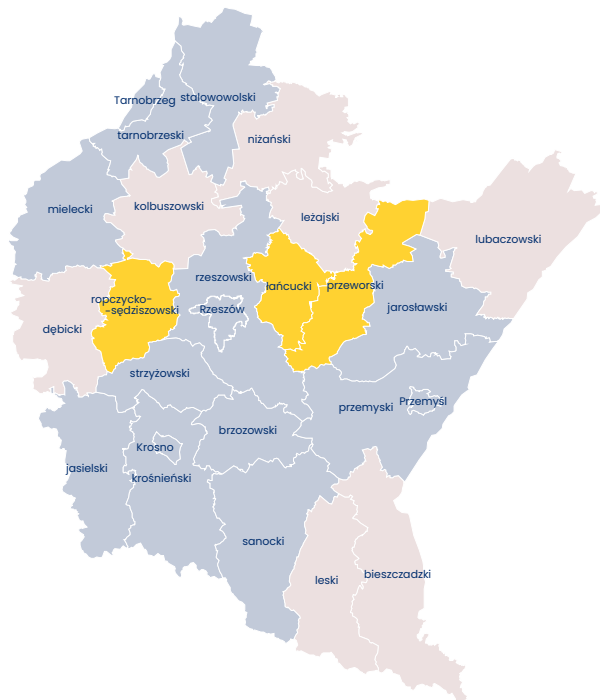 stalowowolski
Tarnobrzeg
tarnobrzeski
niżański
mielecki
kolbuszowski
leżajski
lubaczowski
rzeszowski
łańcucki
przeworski
ropczycko-
-sędziszowski
Rzeszów
jarosławski
dębicki
strzyżowski
Przemyśl
przemyski
brzozowski
Krosno
jasielski
krośnieński
sanocki
leski
bieszczadzki